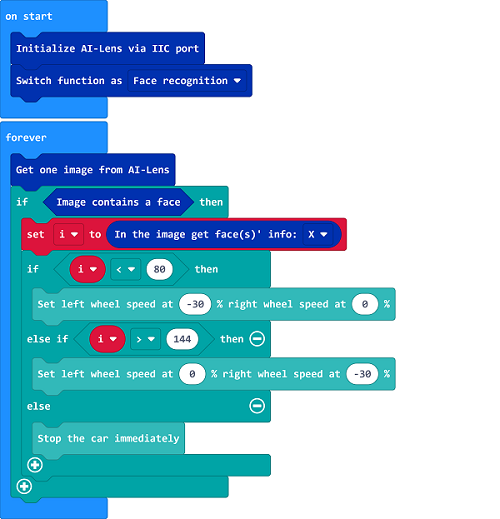 on start
Initialize AI-Lens via IIC port
Switch function as Face recognition
forever
Get one image from AI-Lens
if Image contains a face then
set i to In the image get face(s)' info: X
if i < 80 then
Set left wheel speed at -30 % right wheel speed at 0 %
else if i > 144 then
Set left wheel speed at 0 % right wheel speed at -30 %
else
Stop the car immediately